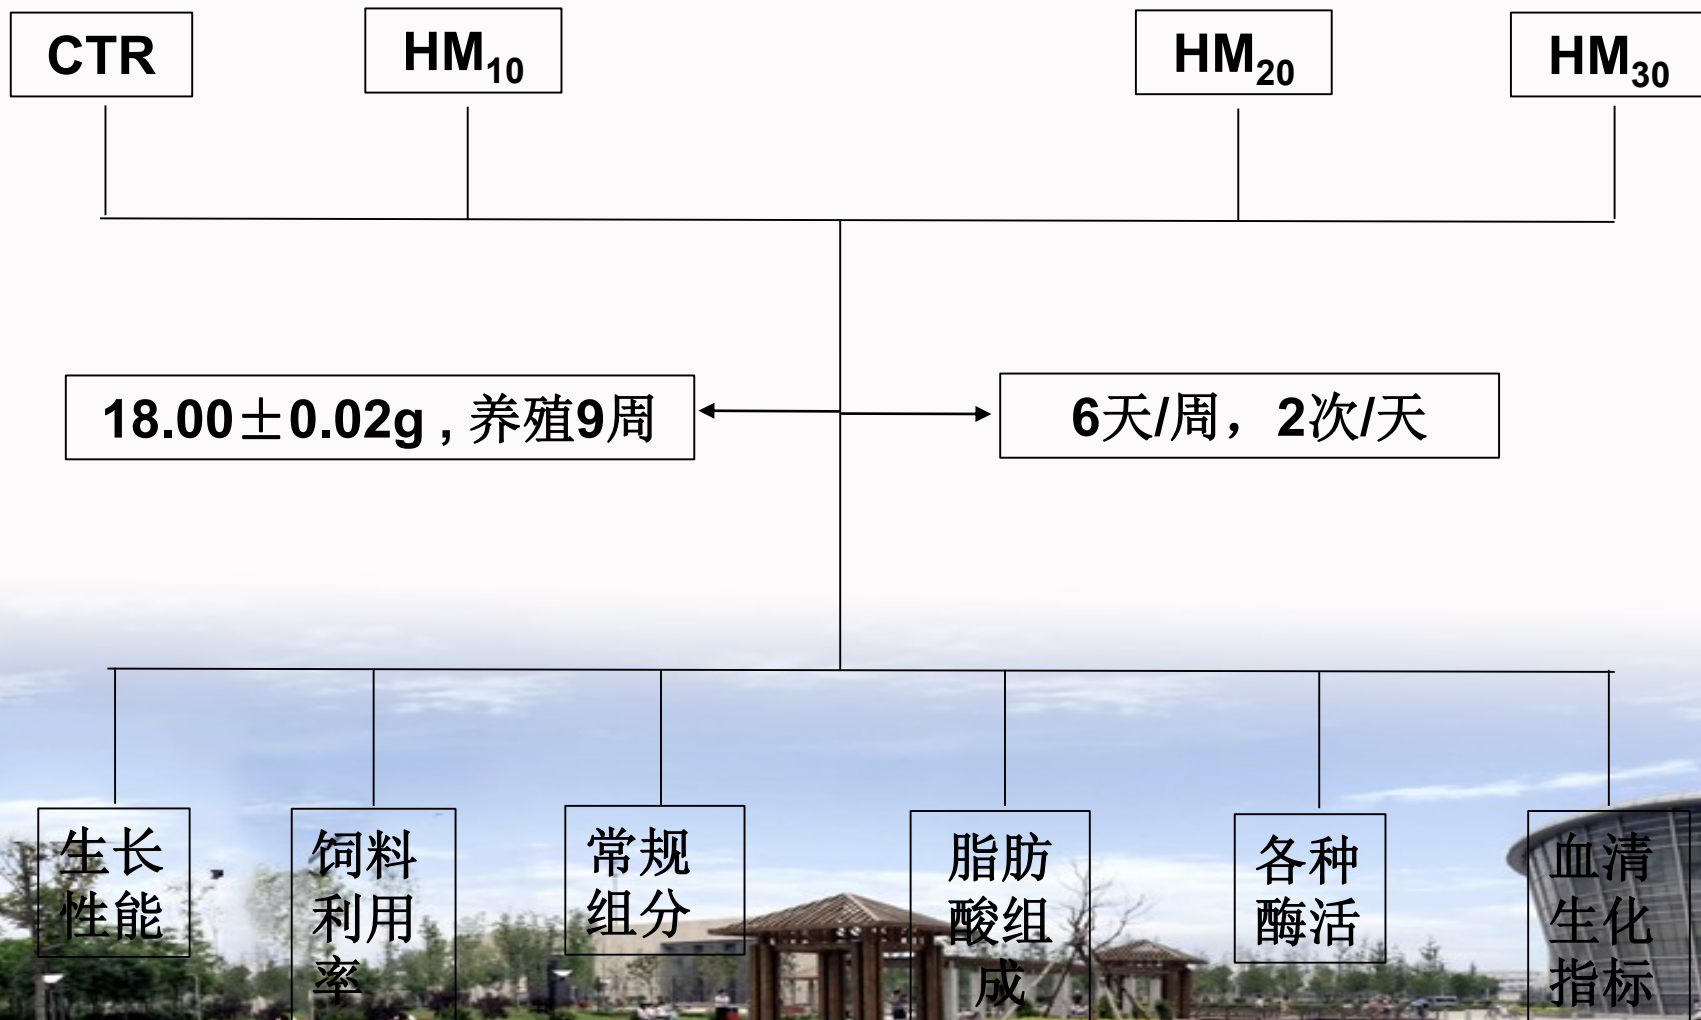 CTR
HM₁₀
HM₂₀
HM₃₀
18.00±0.02g , 养殖9周
6天/周，2次/天
生长
性能
饲料
利用
率
常规
组分
脂肪
酸组
成
各种
酶活
血清
生化
指标